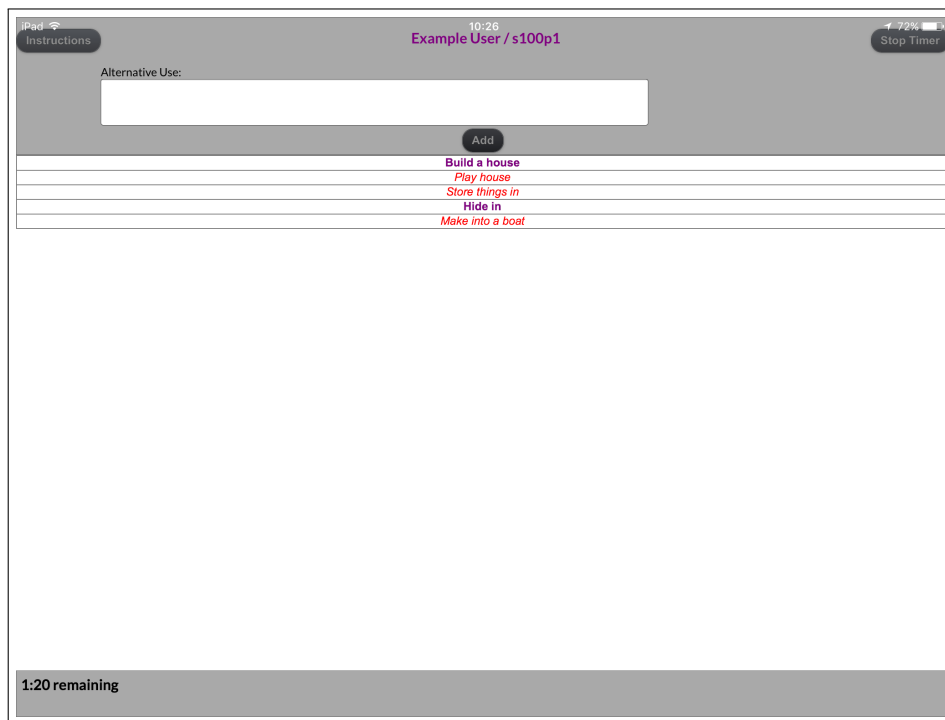 iPad 10:26 72%
Instructions Example User / s100p1 Stop Timer
Alternative Use:
Add
Build a house
Play house
Store things in
Hide in
Make into a boat
1:20 remaining